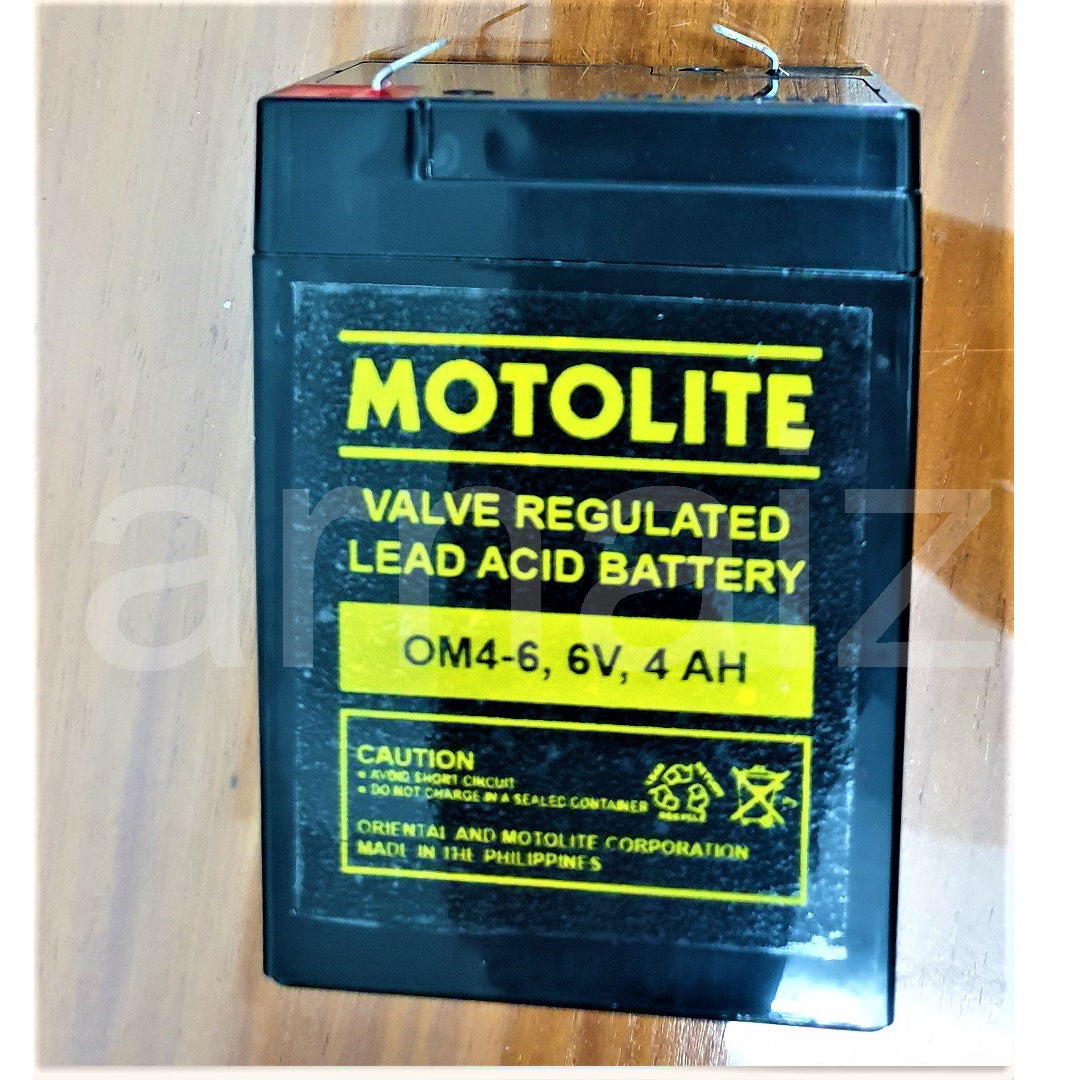 MOTOLITE
VALVE REGULATED
LEAD ACID BATTERY
arnaiz
OM4-6, 6V, 4 AH
CAUTION
• AVOID SHORT CIRCUIT
• DO NOT CHARGE IN A SEALED CONTAINER
ORIENTAL AND MOTOLITE CORPORATION
MADE IN THE PHILIPPINES